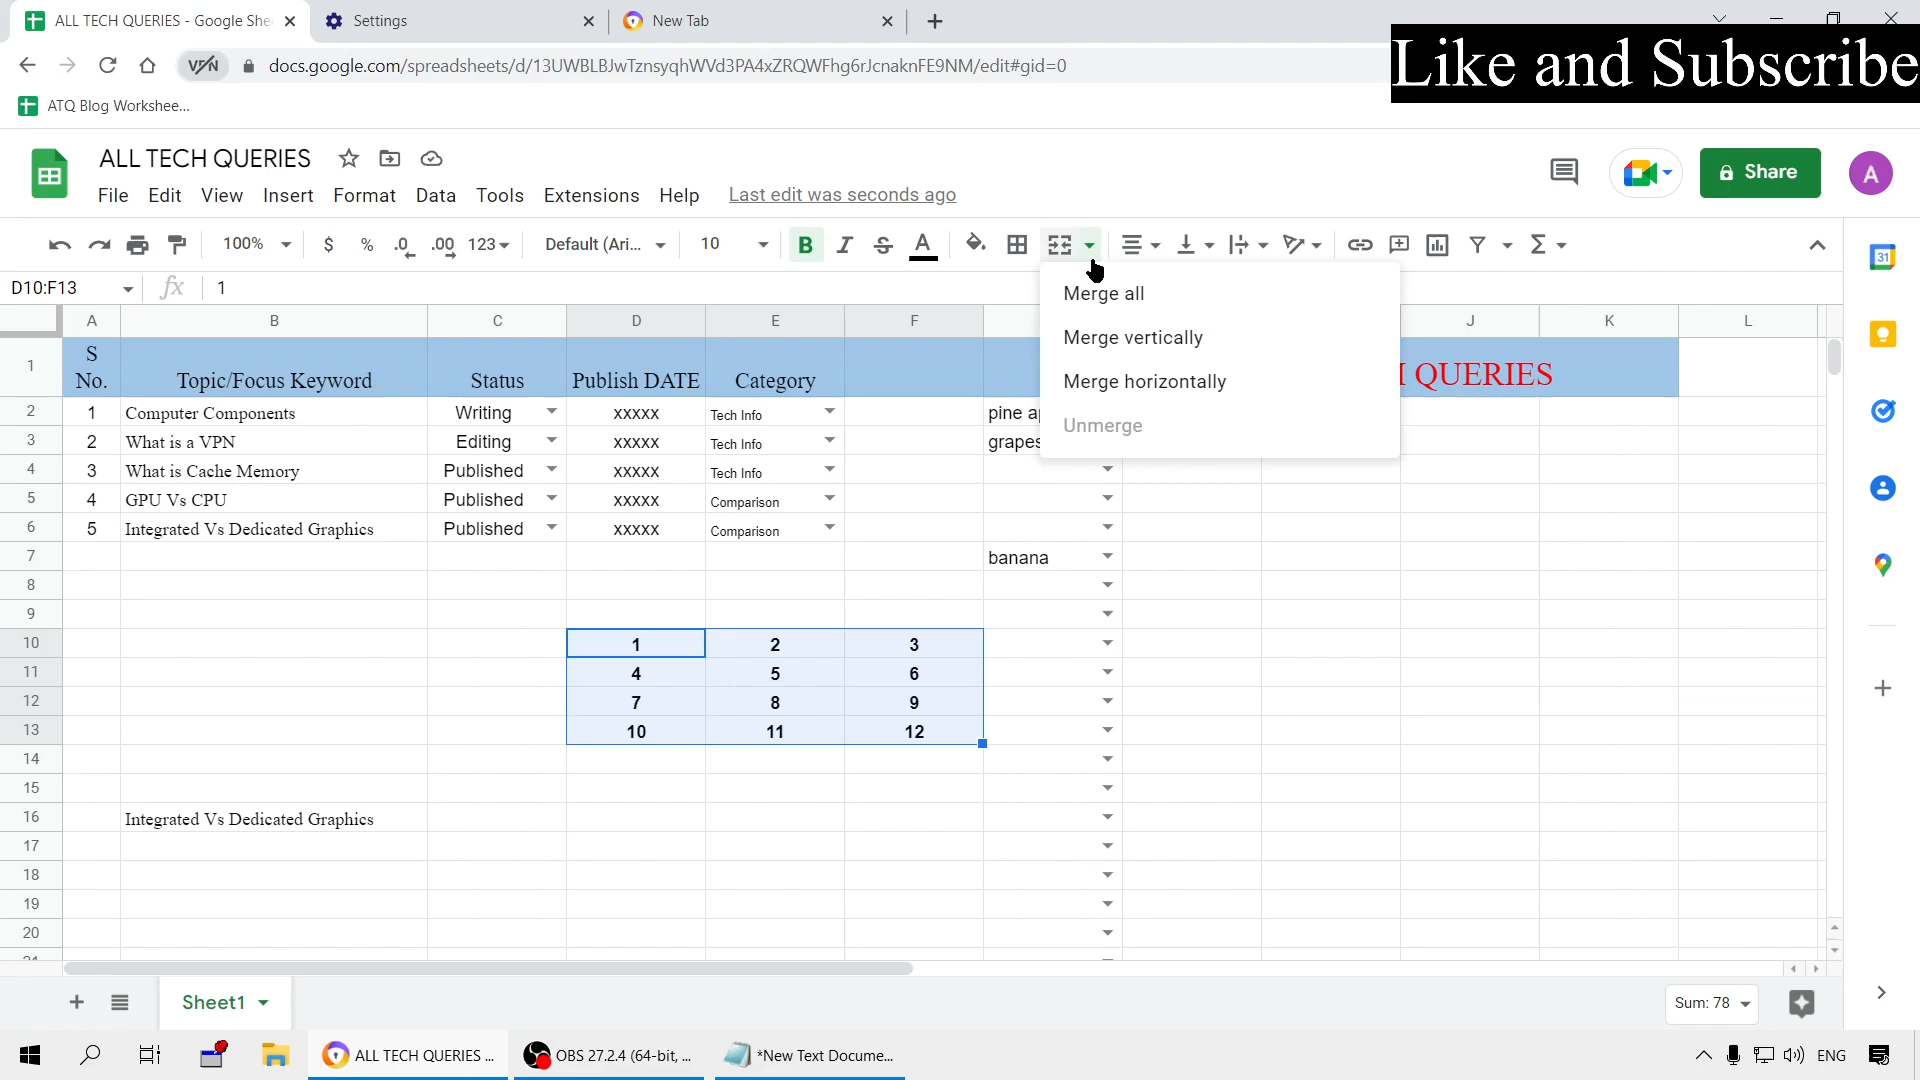 ALL TECH QUERIES - Google She
Settings
New Tab
Like and Subscribe
VPN
docs.google.com/spreadsheets/d/13UWBLBJwTznsyqhWVd3PA4xZRQWFhg6rJcnaknFE9NM/edit#gid=0
ATQ Blog Workshee...
ALL TECH QUERIES
Share
A
File Edit View Insert Format Data Tools Extensions Help Last edit was seconds ago
100% $ % .0 .00 123 Default (Ari... 10 B I S A
31
D10:F13 fx 1
Merge all
Merge vertically
Merge horizontally
Unmerge
A B C D E F J K L
1 S No. Topic/Focus Keyword Status Publish DATE Category QUERIES
2 1 Computer Components Writing xxxxx Tech Info pine ap
3 2 What is a VPN Editing xxxxx Tech Info grapes
4 3 What is Cache Memory Published xxxxx Tech Info
5 4 GPU Vs CPU Published xxxxx Comparison
6 5 Integrated Vs Dedicated Graphics Published xxxxx Comparison
7 banana
8
9
10 1 2 3
11 4 5 6
12 7 8 9
13 10 11 12
14
15
16 Integrated Vs Dedicated Graphics
17
18
19
20
Sheet1
Sum: 78
ALL TECH QUERIES ...
OBS 27.2.4 (64-bit, ...
*New Text Docume...
ENG